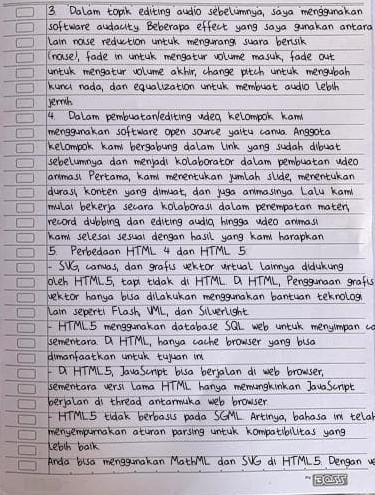 3. Dalam topik editing audio sebelumnya, saya menggunakan
software audacity. Beberapa effect yang saya gunakan antara
lain noise reduction untuk mengurangi suara berisik
(noise), fade in untuk mengatur volume masuk, fade out
untuk mengatur volume akhir, change pitch untuk mengubah
kunci nada, dan equalization untuk membuat audio lebih
jernih.
4. Dalam pembuatan/editing video, kelompok kami
menggunakan software open source yaitu canva. Anggota
kelompok kami bergabung dalam link yang sudah dibuat
sebelumnya dan menjadi kolaborator dalam pembuatan video
animasi. Pertama, kami menentukan jumlah slide, menentukan
durasi, konten yang dimuat, dan juga animasinya. Lalu kami
mulai bekerja secara kolaborasi dalam penempatan materi,
record dubbing dan editing audio, hingga video animasi
kami selesai sesuai dengan hasil yang kami harapkan.
5. Perbedaan HTML 4 dan HTML 5
- SVG, canvas, dan grafis vektor virtual lainnya didukung
oleh HTML5, tapi tidak di HTML. Di HTML, Penggunaan grafis
vektor hanya bisa dilakukan menggunakan bantuan teknologi
lain seperti Flash, VML, dan Silverlight.
- HTML5 menggunakan database SQL web untuk menyimpan
sementara. Di HTML, hanya cache browser yang bisa
dimanfaatkan untuk tujuan ini
- Di HTML5, JavaScript bisa berjalan di web browser,
sementara versi lama HTML hanya memungkinkan JavaScript
berjalan di thread antarmuka web browser.
- HTML5 tidak berbasis pada SGML. Artinya, bahasa ini telah
menyempurnakan aturan parsing untuk kompatibilitas yang
lebih baik.
Anda bisa menggunakan MathML dan SVG di HTML5. Dengan
BOSS